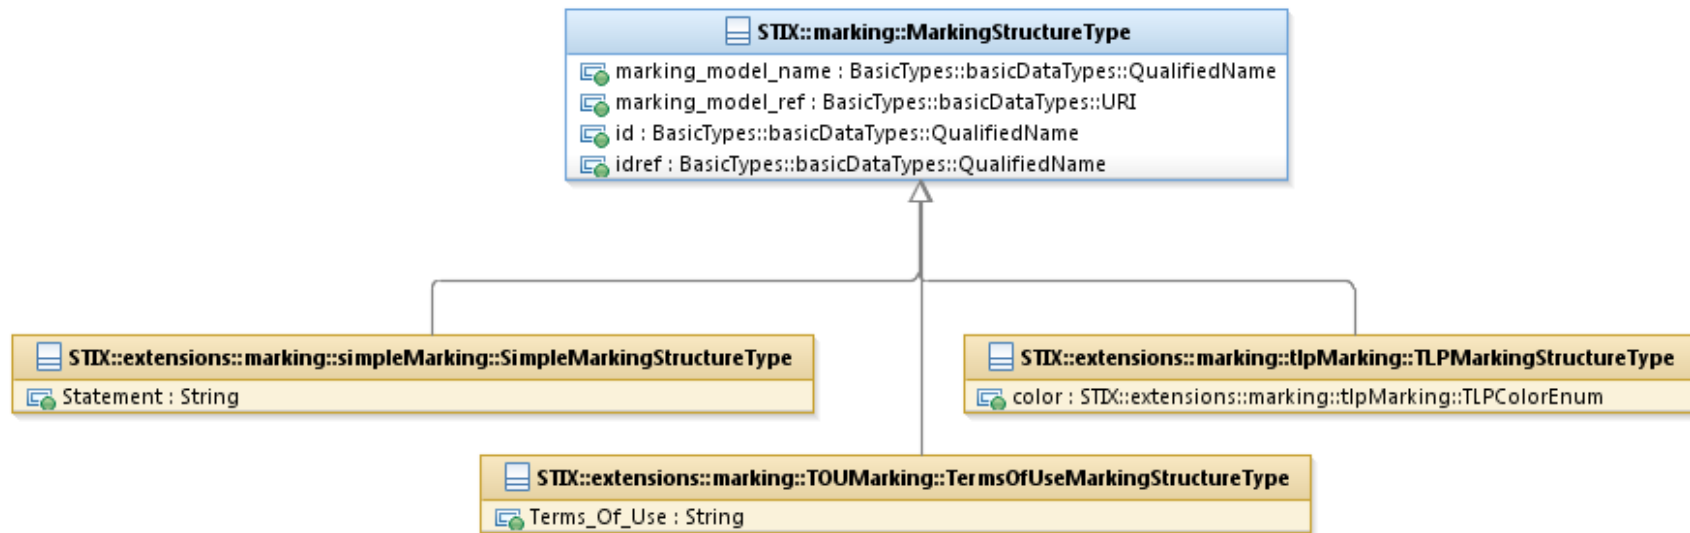 STIX::marking::MarkingStructureType
marking_model_name : BasicTypes::basicDataTypes::QualifiedName
marking_model_ref : BasicTypes::basicDataTypes::URI
id : BasicTypes::basicDataTypes::QualifiedName
idref : BasicTypes::basicDataTypes::QualifiedName
STIX::extensions::marking::simpleMarking::SimpleMarkingStructureType
Statement : String
STIX::extensions::marking::tlpMarking::TLPMarkingStructureType
color : STIX::extensions::marking::tlpMarking::TLPColorEnum
STIX::extensions::marking::TOUMarking::TermsOfUseMarkingStructureType
Terms_Of_Use : String